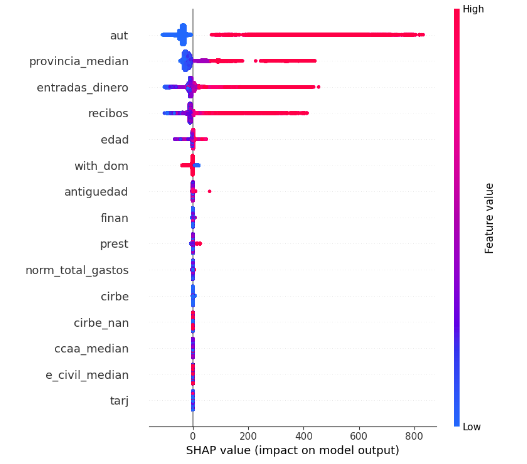 High
aut
provincia_median
entradas_dinero
recibos
edad
with_dom
antiguedad
finan
prest
norm_total_gastos
cirbe
cirbe_nan
ccaa_median
e_civil_median
tarj
Feature value
Low
0 200 400 600 800
SHAP value (impact on model output)